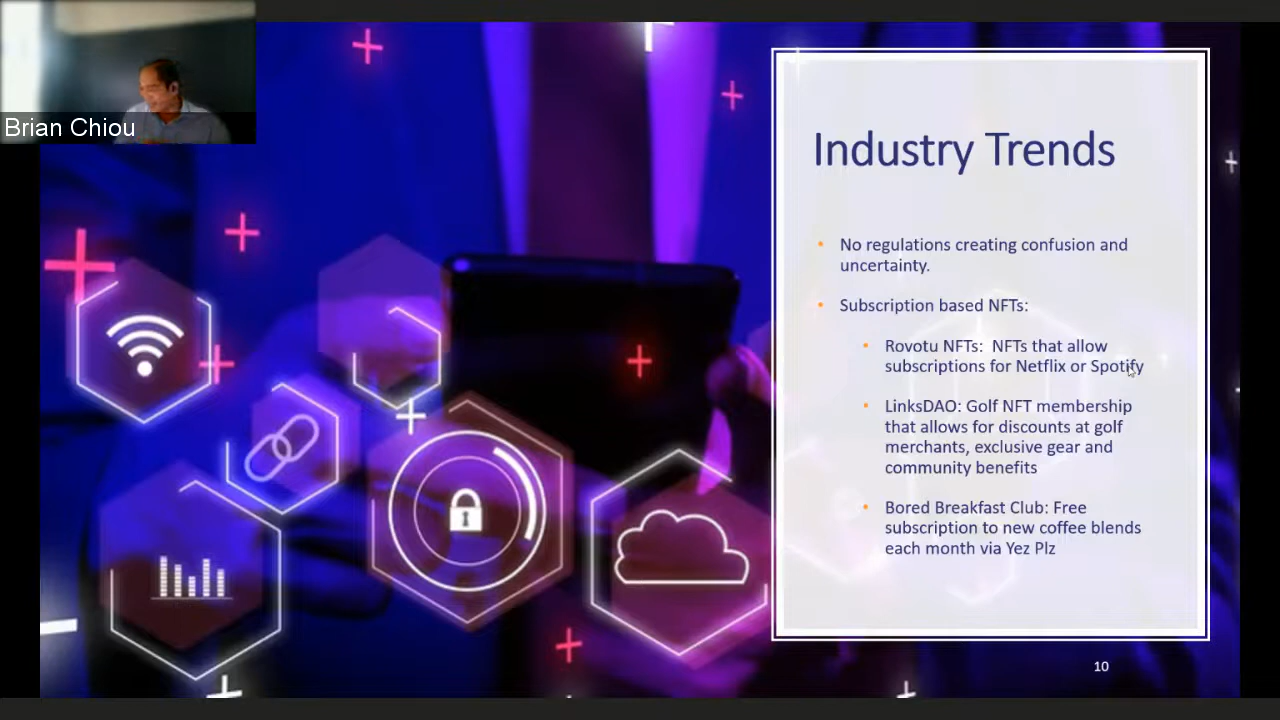 Brian Chiou
Industry Trends
• No regulations creating confusion and
uncertainty.
• Subscription based NFTs:
• Rovotu NFTs:  NFTs that allow
subscriptions for Netflix or Spotify
• LinksDAO: Golf NFT membership
that allows for discounts at golf
merchants, exclusive gear and
community benefits
• Bored Breakfast Club: Free
subscription to new coffee blends
each month via Yez Plz
10